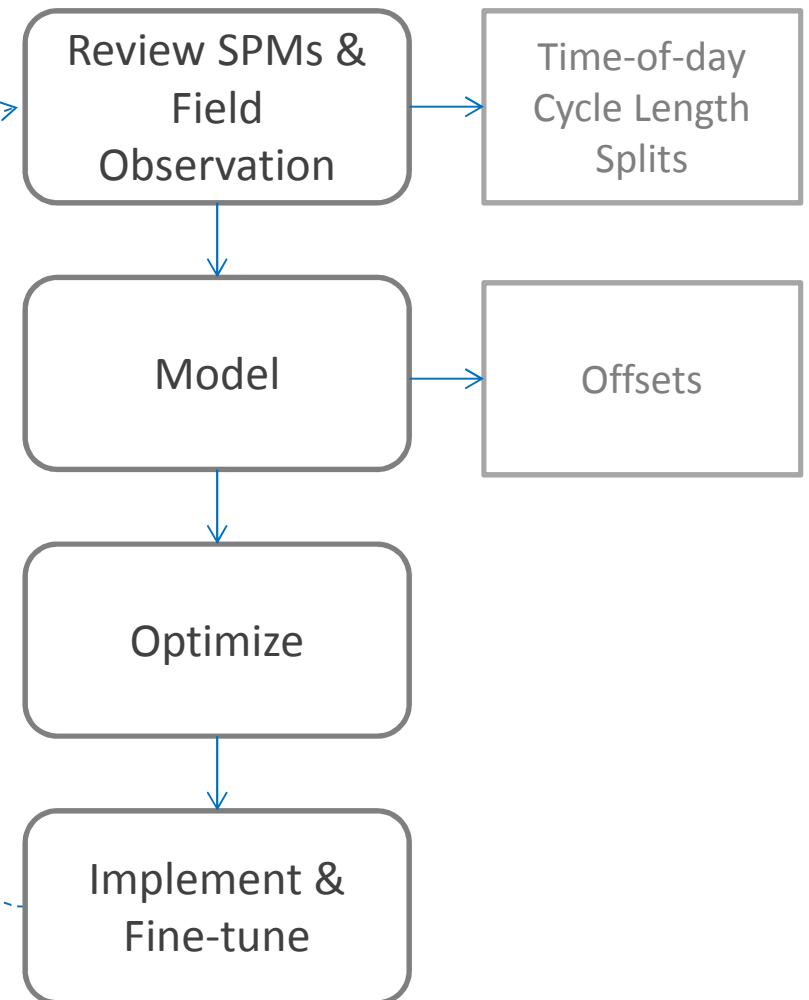 Review SPMs &
Field
Observation
Time-of-day
Cycle Length
Splits
Model
Offsets
Optimize
Implement &
Fine-tune